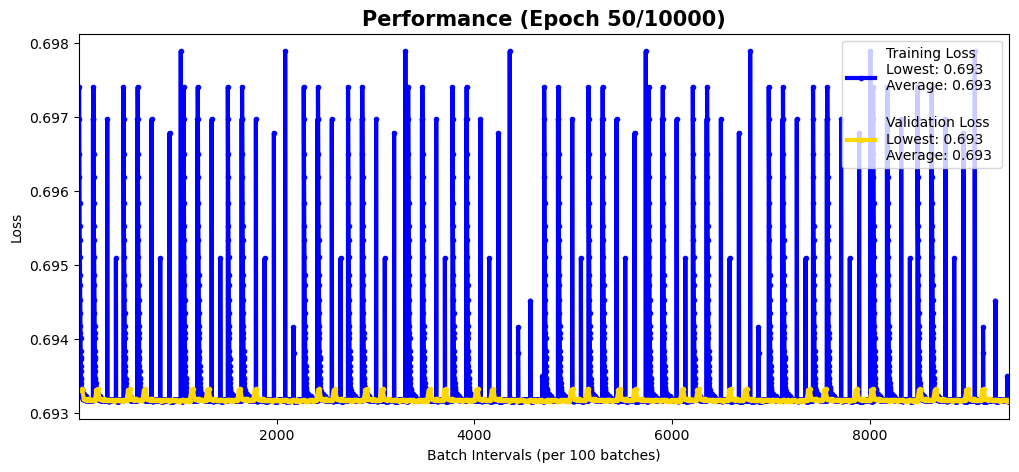 Performance (Epoch 50/10000)
0.698
0.697
0.696
0.695
0.694
0.693
Loss
Training Loss
Lowest: 0.693
Average: 0.693
Validation Loss
Lowest: 0.693
Average: 0.693
2000 4000 6000 8000
Batch Intervals (per 100 batches)